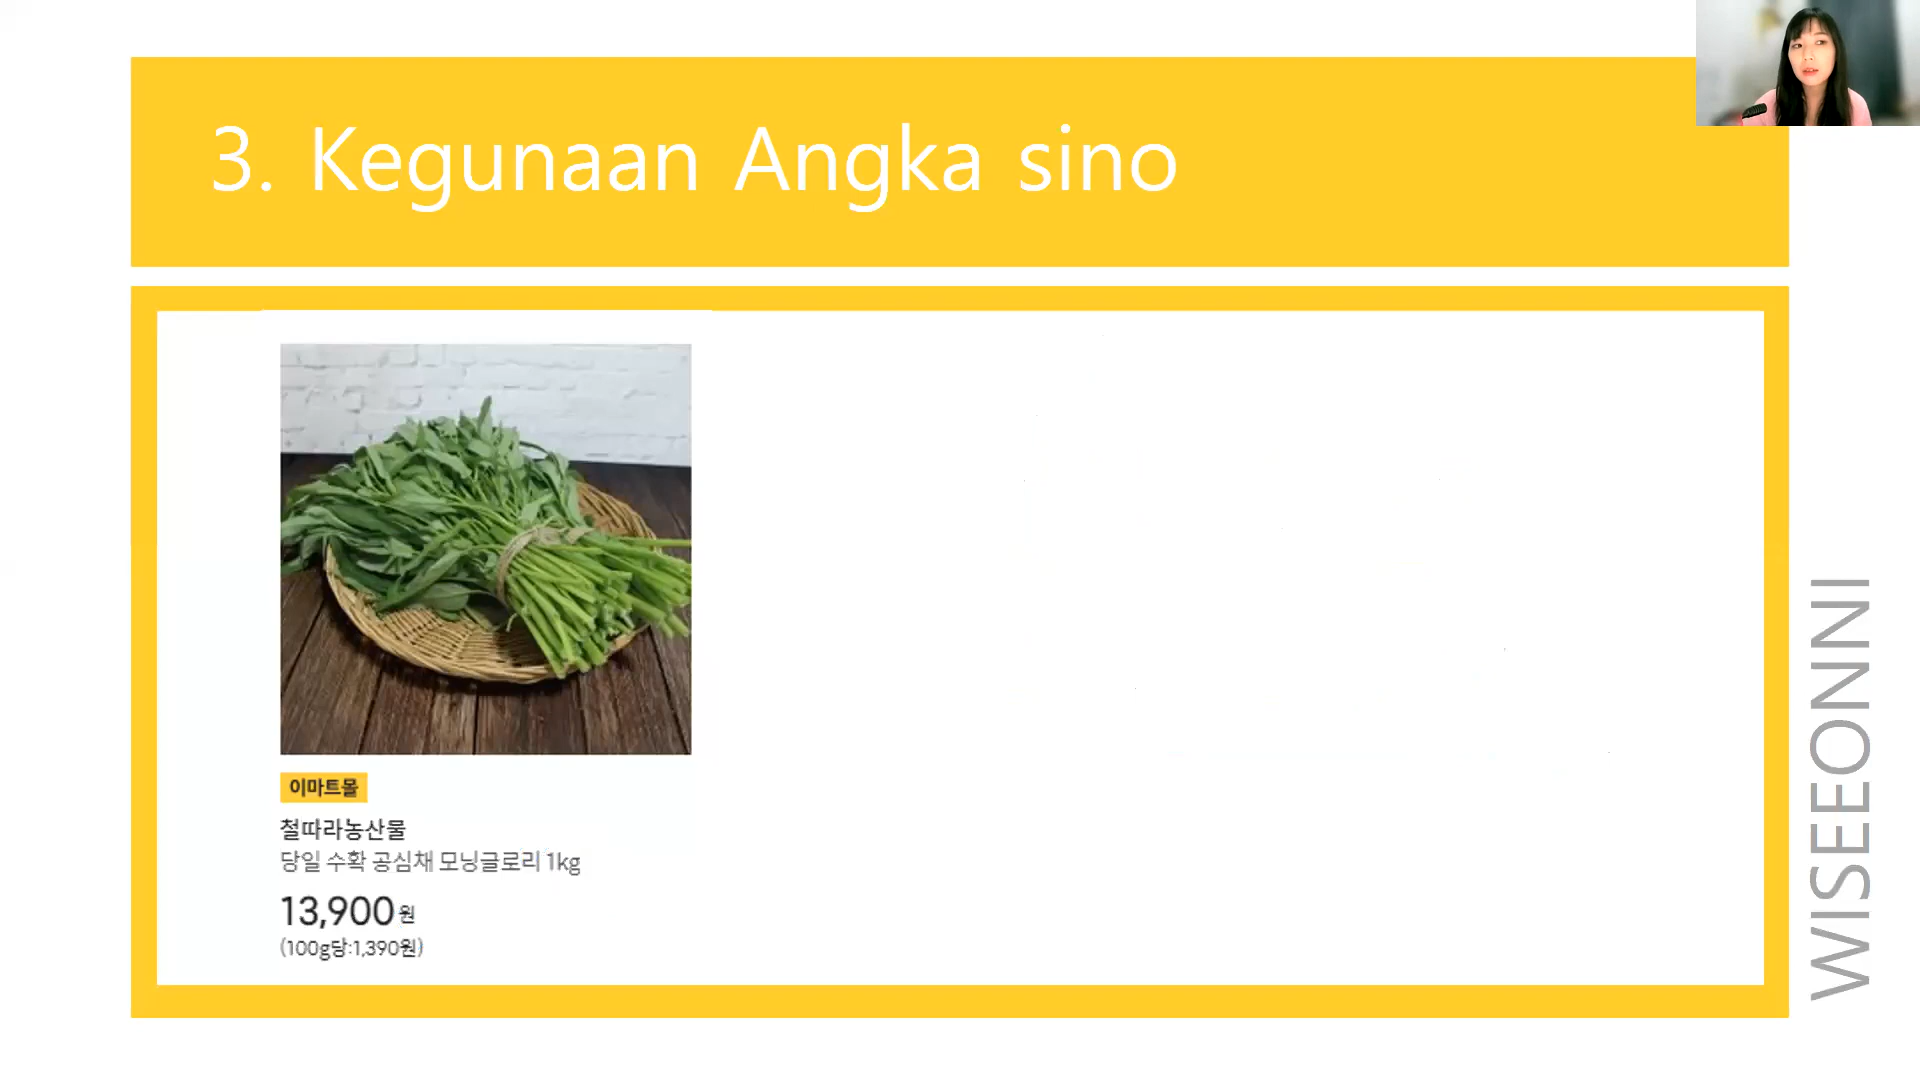 3. Kegunaan Angka sino
이마트몰
철따라농산물
당일 수확 공심채 모닝글로리 1kg
13,900원
(100g당:1,390원)
WISEEONNI